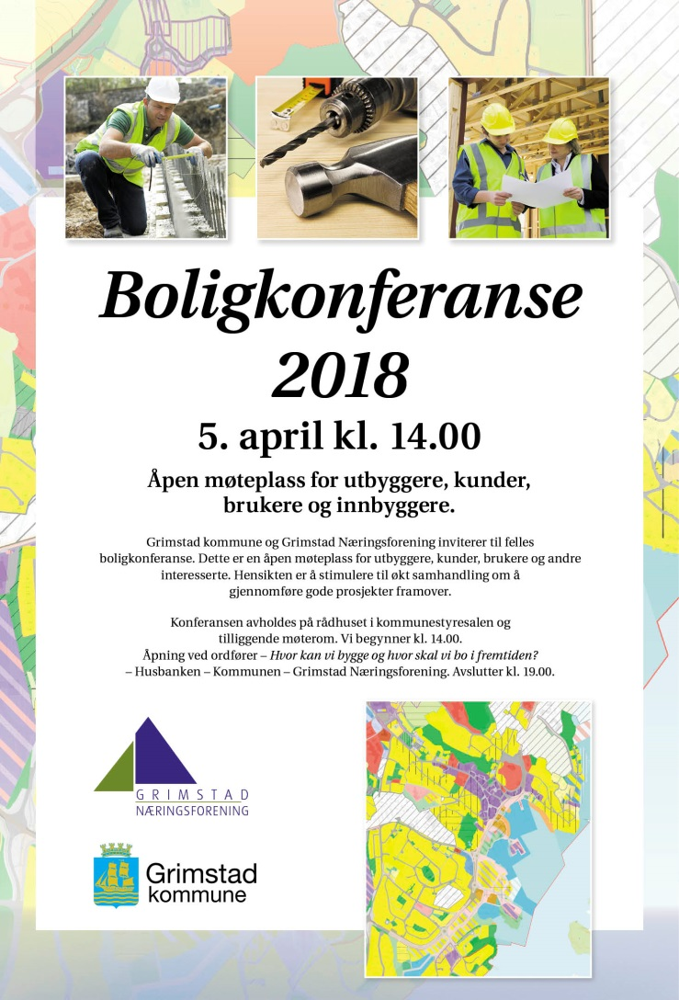 Boligkonferanse
2018
5. april kl. 14.00
Åpen møteplass for utbyggere, kunder,
brukere og innbyggere.
Grimstad kommune og Grimstad Næringsforening inviterer til felles
boligkonferanse. Dette er en åpen møteplass for utbyggere, kunder, brukere og andre
interesserte. Hensikten er å stimulere til økt samhandling om å
gjennomføre gode prosjekter framover.
Konferansen avholdes på rådhuset i kommunestyresalen og
tilliggende møterom. Vi begynner kl. 14.00.
Åpning ved ordfører – Hvor kan vi bygge og hvor skal vi bo i fremtiden?
– Husbanken – Kommunen – Grimstad Næringsforening. Avslutter kl. 19.00.
GRIMSTAD
NÆRINGSFORENING
Grimstad
kommune